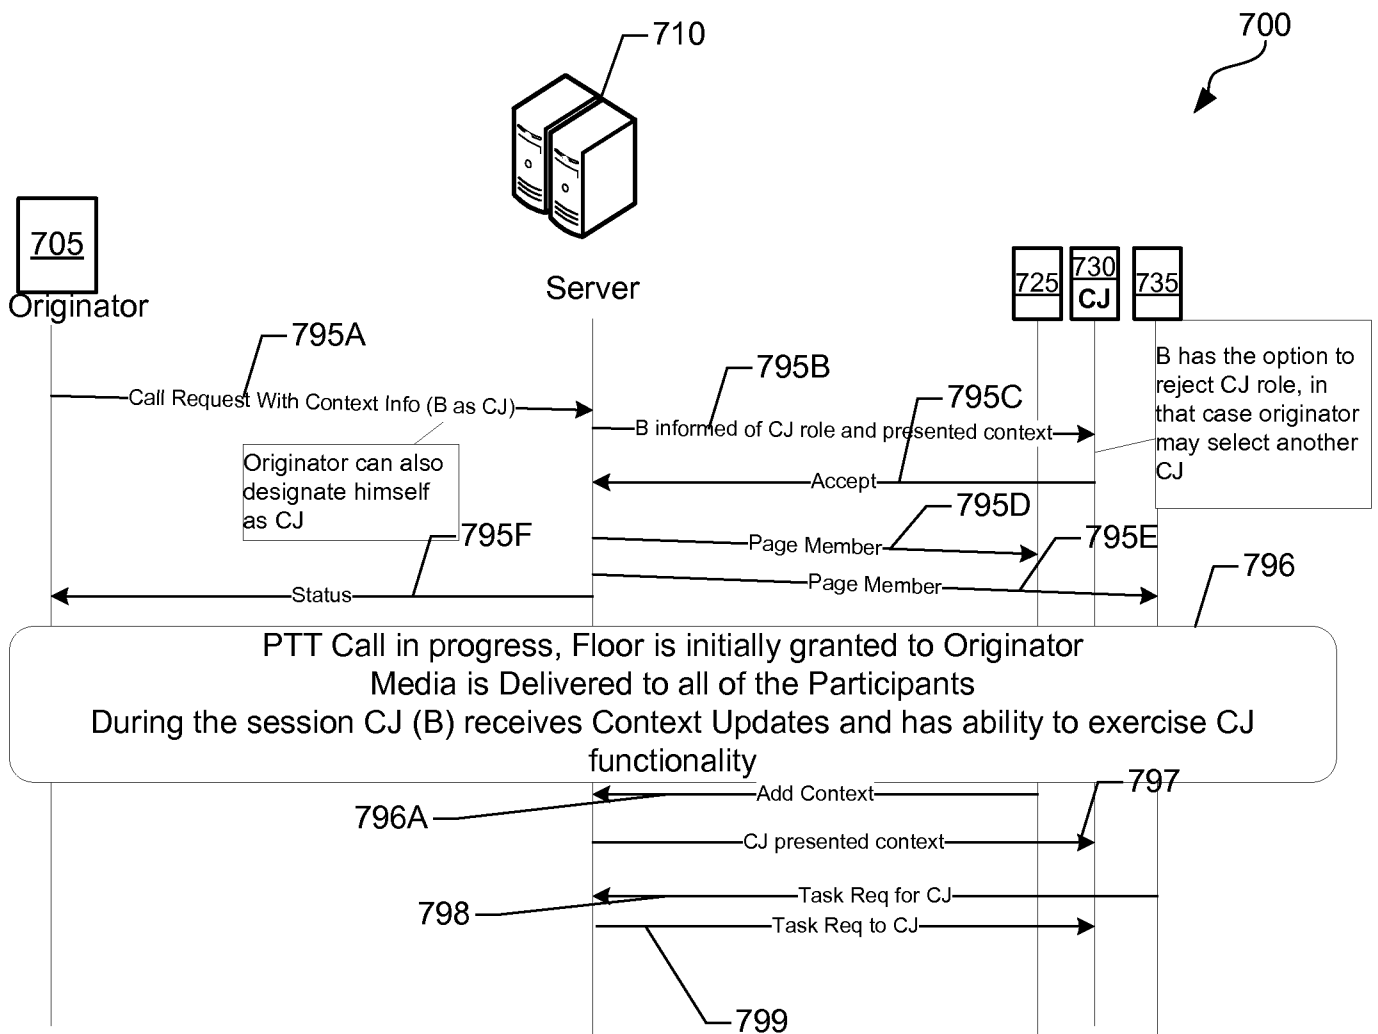 700
710
705
Originator
Server
725
730
CJ
735
795A
Call Request With Context Info (B as CJ)
Originator can also
designate himself
as CJ
795B
B informed of CJ role and presented context
795C
Accept
B has the option to
reject CJ role, in
that case originator
may select another
CJ
795D
Page Member
795E
Page Member
795F
Status
796
PTT Call in progress, Floor is initially granted to Originator
Media is Delivered to all of the Participants
During the session CJ (B) receives Context Updates and has ability to exercise CJ
functionality
Add Context
796A
797
CJ presented context
Task Req for CJ
798
Task Req to CJ
799